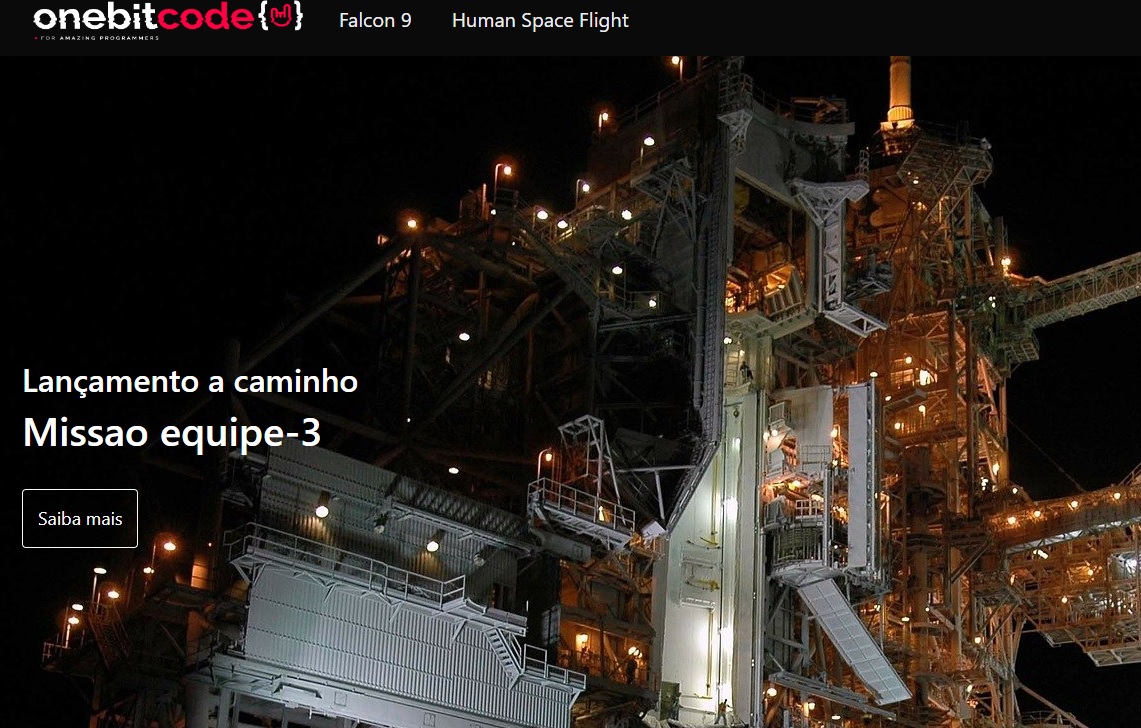 onebitcode{}
FOR AMAZING PROGRAMMERS
Falcon 9
Human Space Flight
Lançamento a caminho
Missao equipe-3
Saiba mais